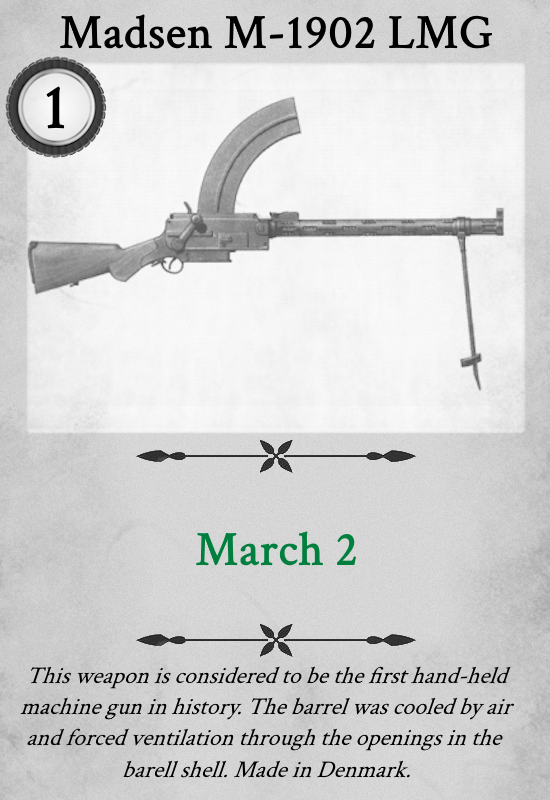 Madsen M-1902 LMG
1
March 2
This weapon is considered to be the first hand-held
machine gun in history. The barrel was cooled by air
and forced ventilation through the openings in the
barell shell. Made in Denmark.